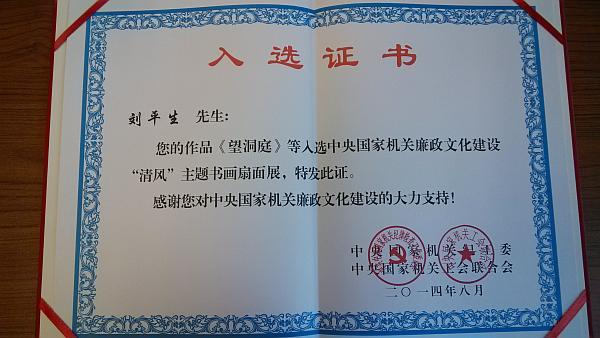 入选证书
刘平生 先生：
您的作品《望洞庭》等入选中央国家机关廉政文化建设
“清风”主题书画扇面展，特发此证。
感谢您对中央国家机关廉政文化建设的大力支持！
中央国家机关纪工委
中央国家机关工会联合会
二〇一四年八月